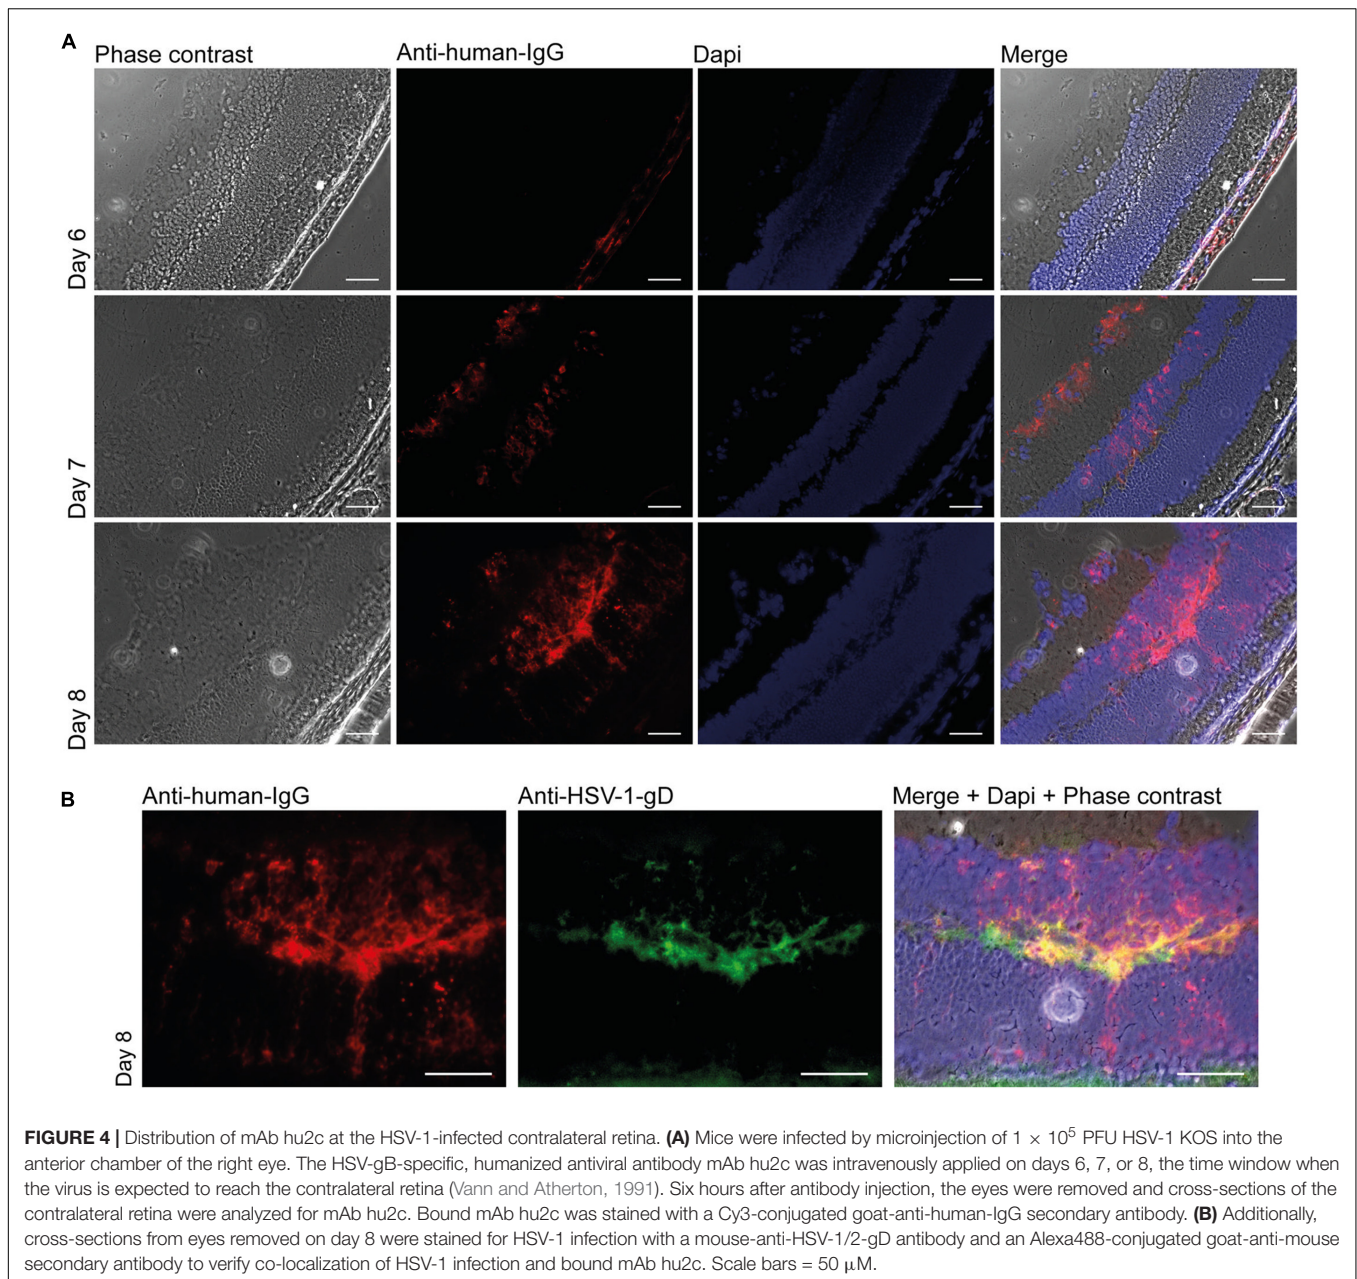 A
Phase contrast
Anti-human-IgG
Dapi
Merge
Day 6
Day 7
Day 8
B
Anti-human-IgG
Anti-HSV-1-gD
Merge + Dapi + Phase contrast
Day 8
FIGURE 4 | Distribution of mAb hu2c at the HSV-1-infected contralateral retina. (A) Mice were infected by microinjection of 1 × 10⁵ PFU HSV-1 KOS into the
anterior chamber of the right eye. The HSV-gB-specific, humanized antiviral antibody mAb hu2c was intravenously applied on days 6, 7, or 8, the time window when
the virus is expected to reach the contralateral retina (Vann and Atherton, 1991). Six hours after antibody injection, the eyes were removed and cross-sections of the
contralateral retina were analyzed for mAb hu2c. Bound mAb hu2c was stained with a Cy3-conjugated goat-anti-human-IgG secondary antibody. (B) Additionally,
cross-sections from eyes removed on day 8 were stained for HSV-1 infection with a mouse-anti-HSV-1/2-gD antibody and an Alexa488-conjugated goat-anti-mouse
secondary antibody to verify co-localization of HSV-1 infection and bound mAb hu2c. Scale bars = 50 μM.